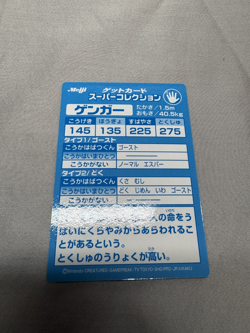 Meiji ゲットカード
スーパーコレクション
ゲンガー
たかさ／1.5m
おもさ／40.5kg
こうげき ぼうぎょ すばやさ とくしゅ
145 135 225 275
タイプ1／ゴースト
こうかばつぐん ゴースト
こうかはいまひとつ
こうかがない ノーマル エスパー
タイプ2／どく
こうかばつぐん くさ むし
こうかはいまひとつ どく じめん いわ ゴースト
こうかがない
人の命をう
ばいにくらやみからあらわれるこ
とがあるという。
とくしゅのうりょくが高い。